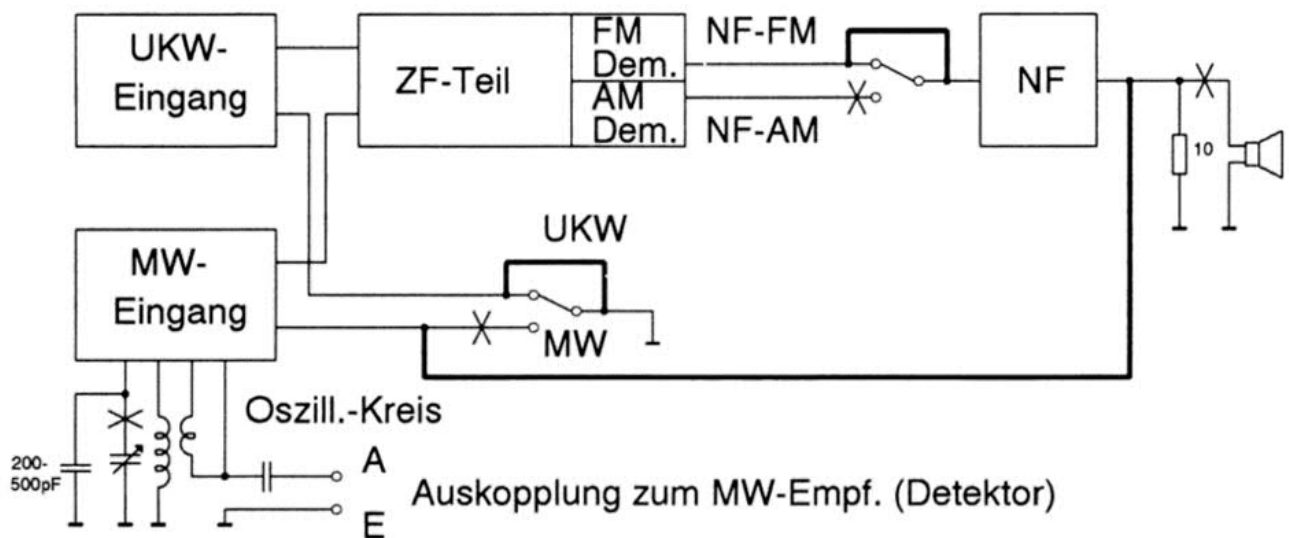 UKW-
Eingang
ZF-Teil
FM
Dem.
AM
Dem.
NF-FM
NF-AM
NF
10
MW-
Eingang
UKW
MW
Oszill.-Kreis
200-
500pF
A
E
Auskopplung zum MW-Empf. (Detektor)